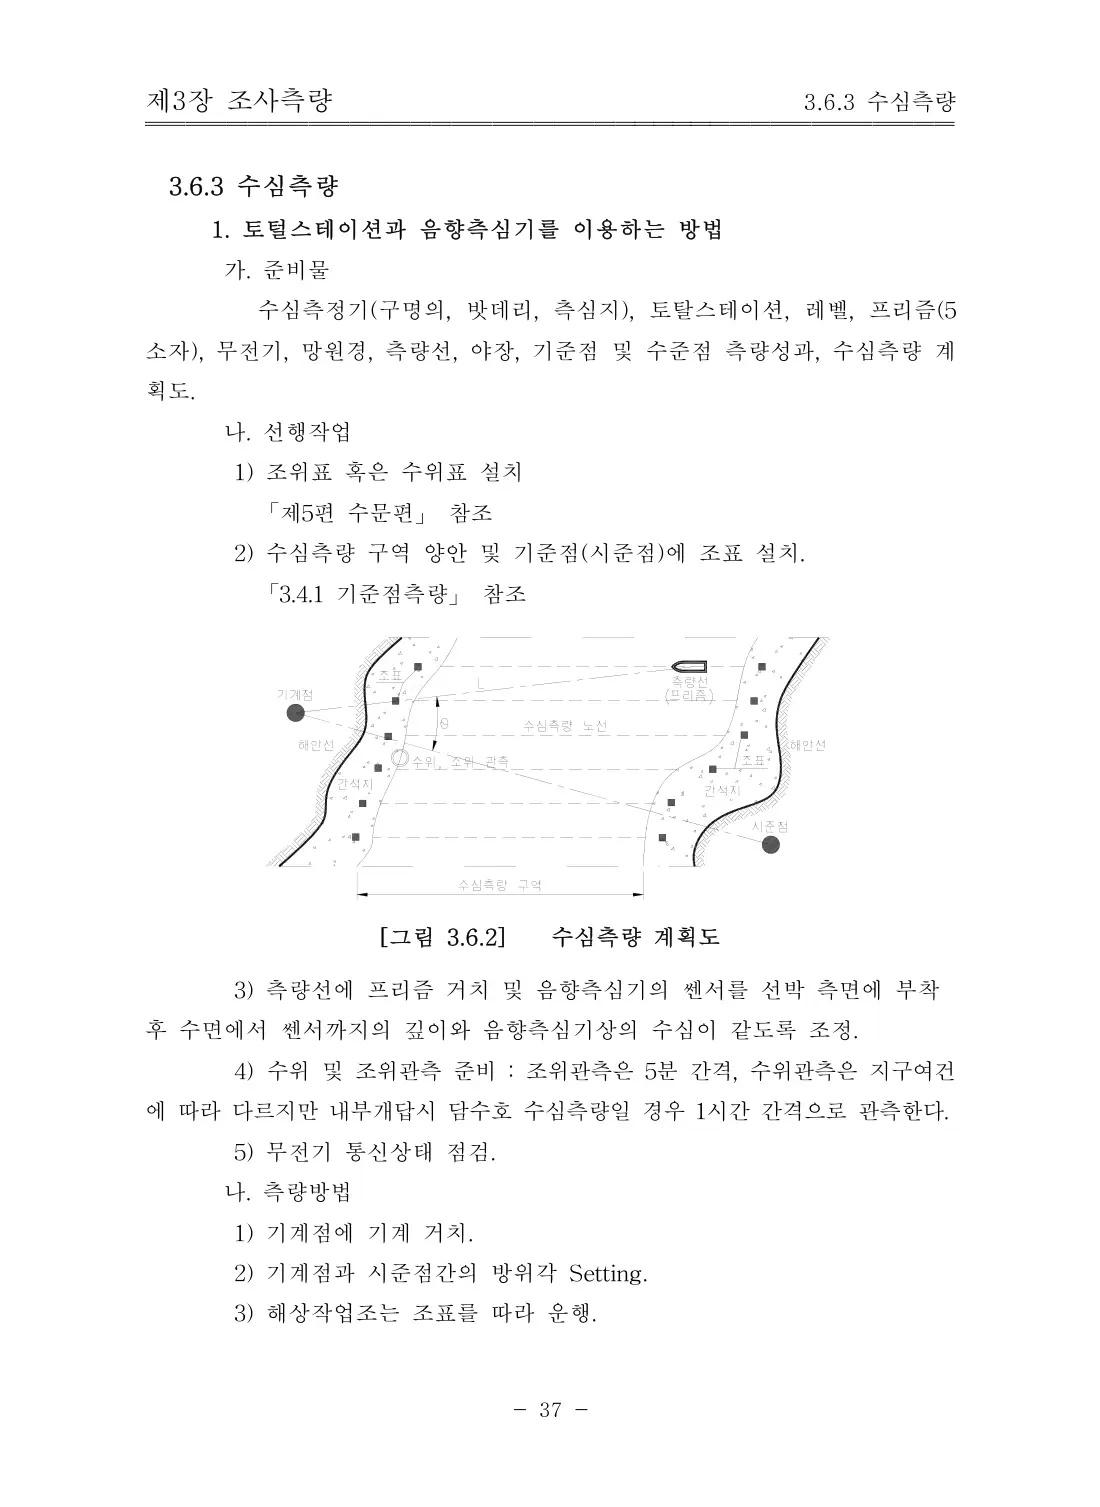 제3장 조사측량 3.6.3 수심측량
3.6.3 수심측량
1. 토털스테이션과 음향측심기를 이용하는 방법
가. 준비물
수심측정기(구명의, 밧데리, 측심지), 토탈스테이션, 레벨, 프리즘(5
소자), 무전기, 망원경, 측량선, 야장, 기준점 및 수준점 측량성과, 수심측량 계
획도.
나. 선행작업
1) 조위표 혹은 수위표 설치
「제5편 수문편」 참조
2) 수심측량 구역 양안 및 기준점(시준점)에 조표 설치.
「3.4.1 기준점측량」 참조
조표
L
측량선
(프리즘)
기계점
θ
수심측량 노선
해안선
해안선
수위, 조위 관측
조표
간석지
간석지
시준점
수심측량 구역
[그림 3.6.2] 수심측량 계획도
3) 측량선에 프리즘 거치 및 음향측심기의 쎈서를 선박 측면에 부착
후 수면에서 쎈서까지의 깊이와 음향측심기상의 수심이 같도록 조정.
4) 수위 및 조위관측 준비 : 조위관측은 5분 간격, 수위관측은 지구여건
에 따라 다르지만 내부개답시 담수호 수심측량일 경우 1시간 간격으로 관측한다.
5) 무전기 통신상태 점검.
나. 측량방법
1) 기계점에 기계 거치.
2) 기계점과 시준점간의 방위각 Setting.
3) 해상작업조는 조표를 따라 운행.
- 37 -